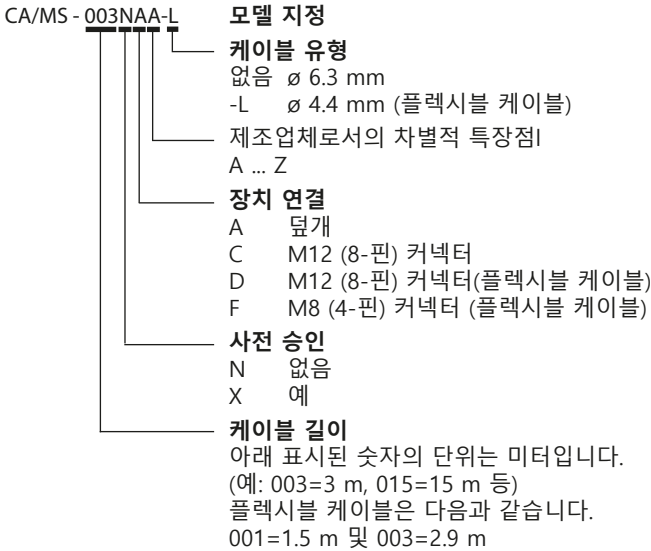 CA/MS - 003NAA-L 모델 지정
케이블 유형
없음 ø 6.3 mm
-L ø 4.4 mm (플렉시블 케이블)
제조업체로서의 차별적 특장점I
A ... Z
장치 연결
A 덮개
C M12 (8-핀) 커넥터
D M12 (8-핀) 커넥터(플렉시블 케이블)
F M8 (4-핀) 커넥터 (플렉시블 케이블)
사전 승인
N 없음
X 예
케이블 길이
아래 표시된 숫자의 단위는 미터입니다.
(예: 003=3 m, 015=15 m 등)
플렉시블 케이블은 다음과 같습니다.
001=1.5 m 및 003=2.9 m